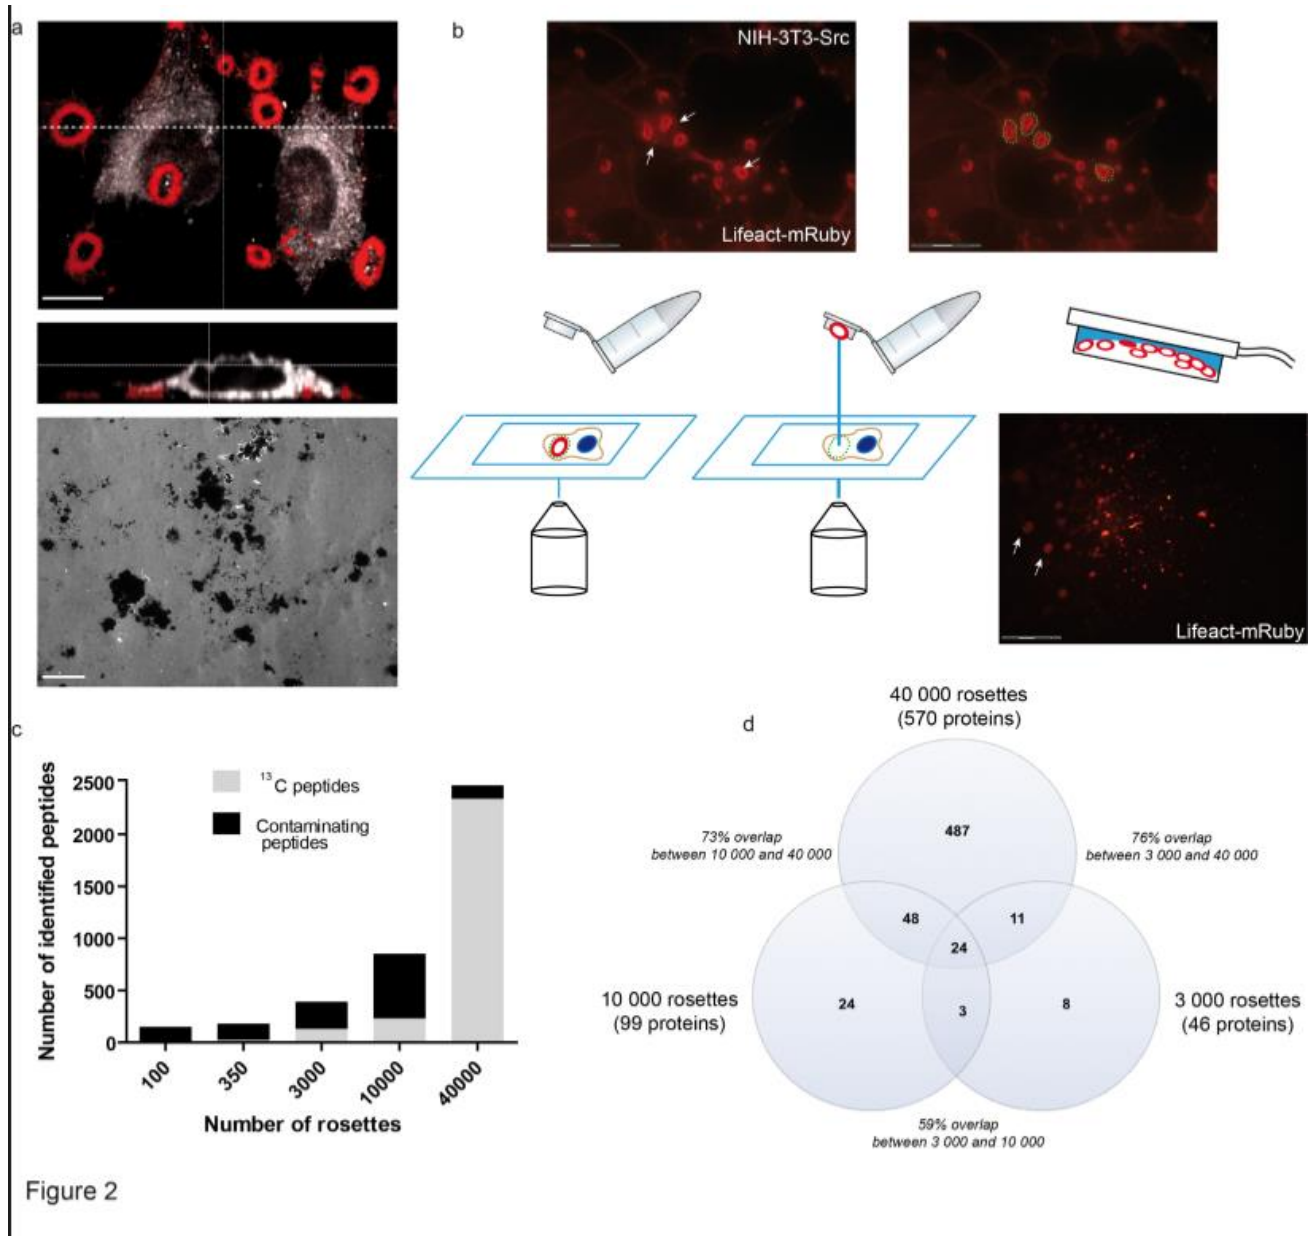 a
b
NIH-3T3-Src
Lifeact-mRuby
Lifeact-mRuby
c
Number of identified peptides
2500
2000
1500
1000
500
0
13C peptides
Contaminating
peptides
100
350
3000
10000
40000
Number of rosettes
d
40 000 rosettes
(570 proteins)
487
73% overlap
between 10 000 and 40 000
76% overlap
between 3 000 and 40 000
48
11
24
10 000 rosettes
(99 proteins)
24
3
8
3 000 rosettes
(46 proteins)
59% overlap
between 3 000 and 10 000
Figure 2